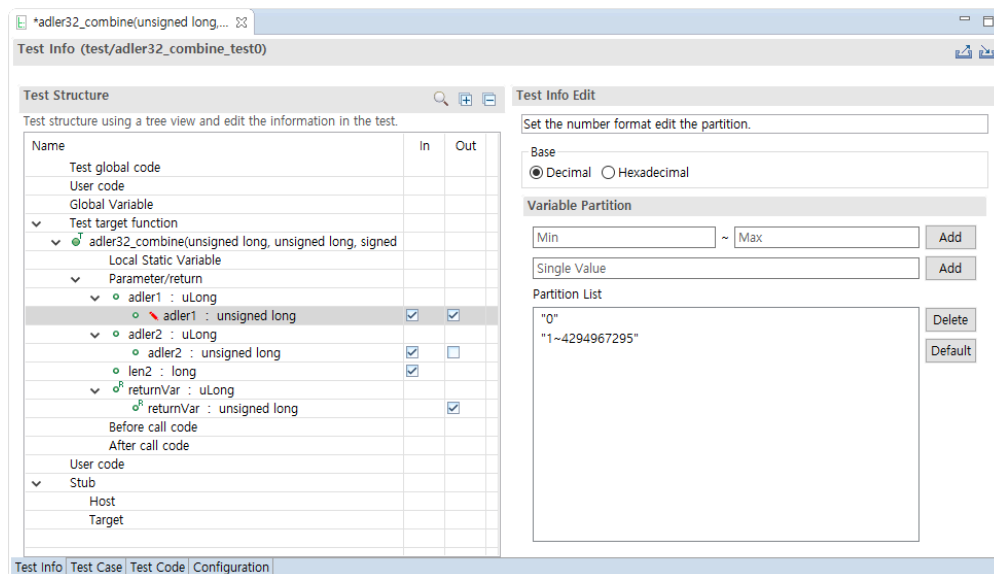 *adler32_combine(unsigned long,...
Test Info (test/adler32_combine_test0)
Test Structure
Test structure using a tree view and edit the information in the test.
Name In Out
Test global code
User code
Global Variable
Test target function
adler32_combine(unsigned long, unsigned long, signed
Local Static Variable
Parameter/return
adler1 : uLong
adler1 : unsigned long
adler2 : uLong
adler2 : unsigned long
len2 : long
returnVar : uLong
returnVar : unsigned long
Before call code
After call code
User code
Stub
Host
Target
Test Info Edit
Set the number format edit the partition.
Base
Decimal Hexadecimal
Variable Partition
Min ~ Max Add
Single Value Add
Partition List
"0"
"1~4294967295"
Delete
Default
Test Info Test Case Test Code Configuration